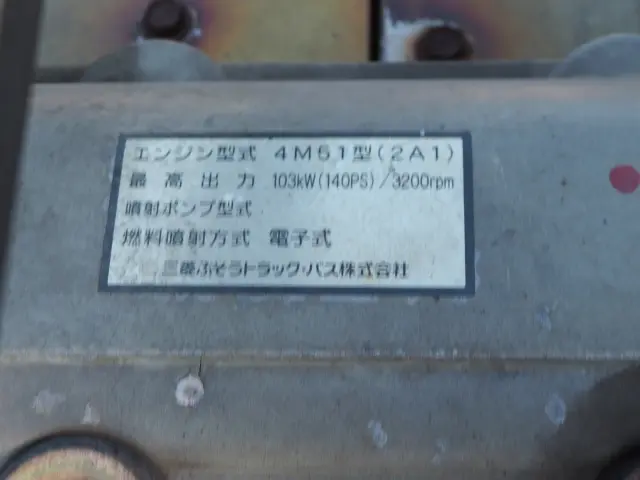 エンジン型式 4M51型(2A1)
最高出力 103kW(140PS)/3200rpm
噴射ポンプ型式
燃料噴射方式 電子式
三菱ふそうトラック・バス株式会社